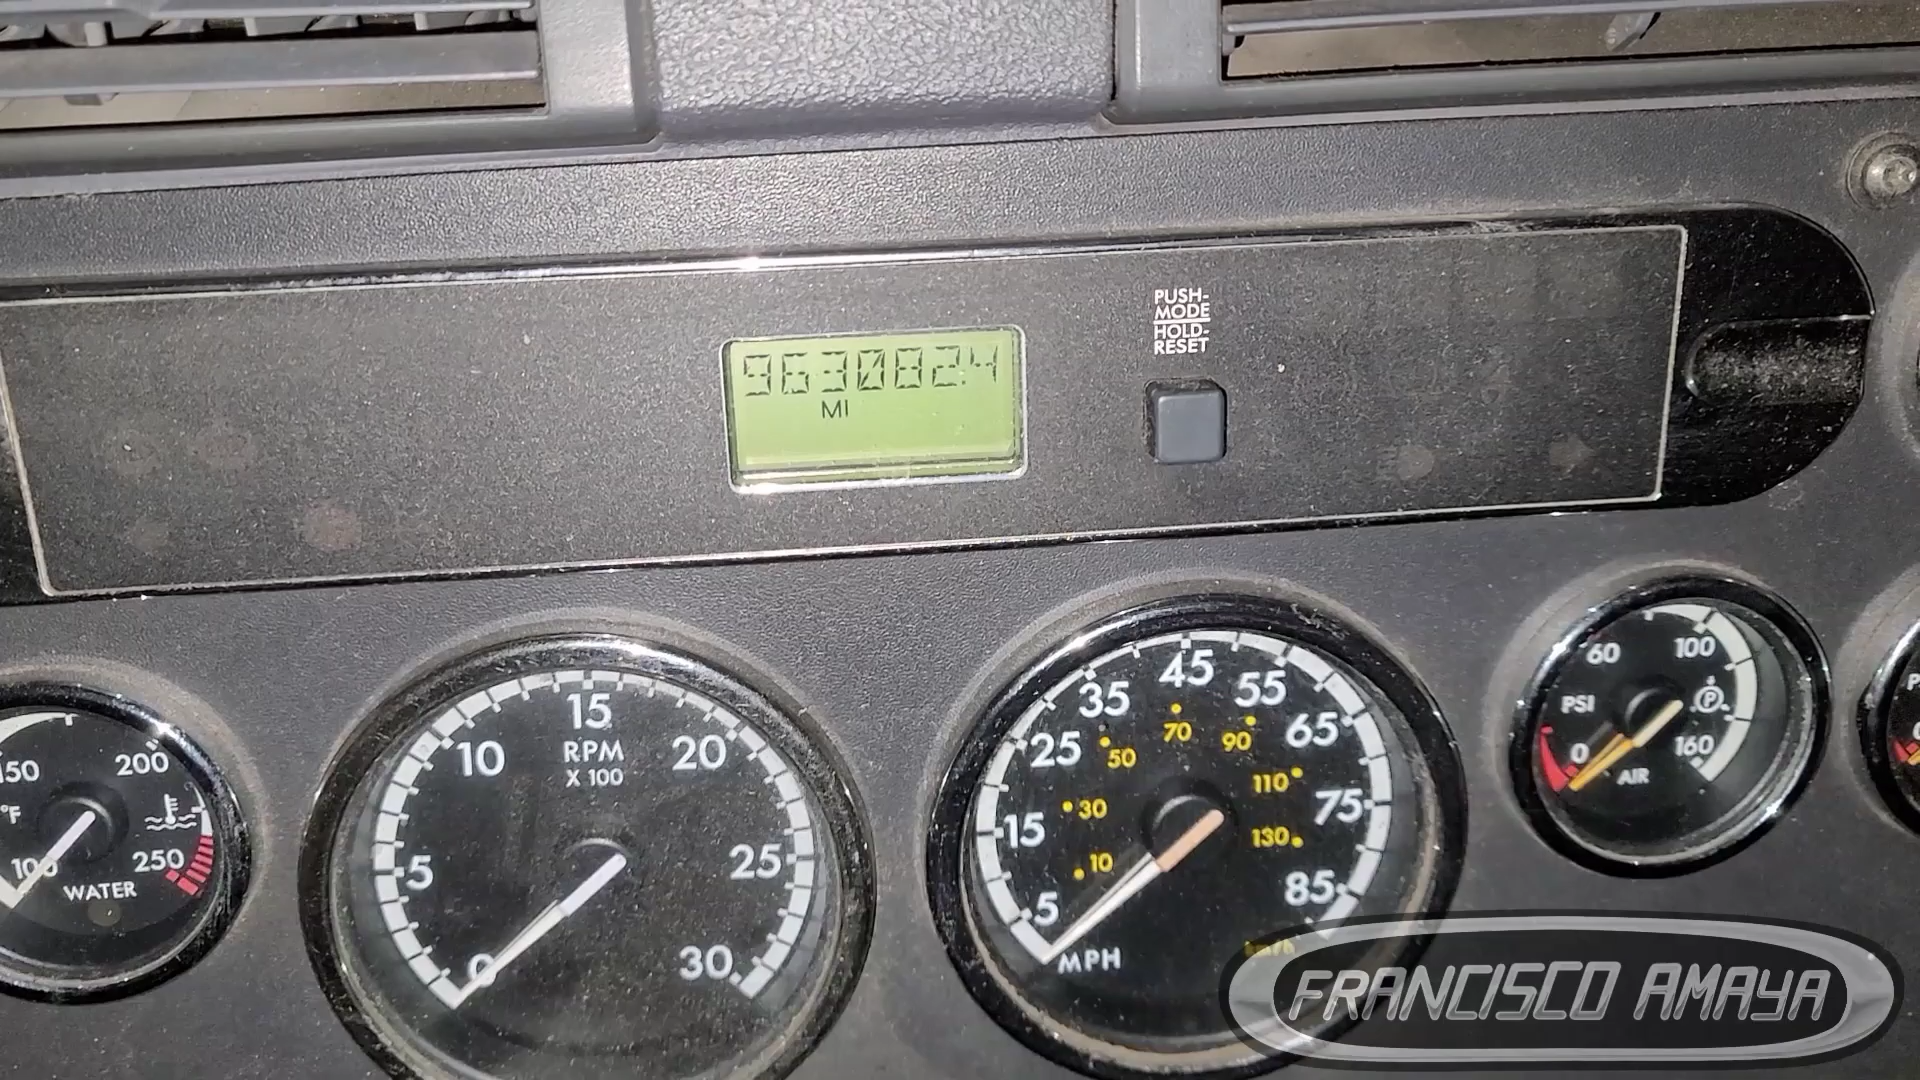 PUSH-
MODE
HOLD-
RESET
963082.4
MI
150 200
°F
100 250
WATER
0 5 10 15 20 25 30
RPM
X 100
5 15 25 35 45 55 65 75 85
10 30 50 70 90 110 130
MPH
km/h
60 100
PSI P
0 160
AIR
FRANCISCO AMAYA